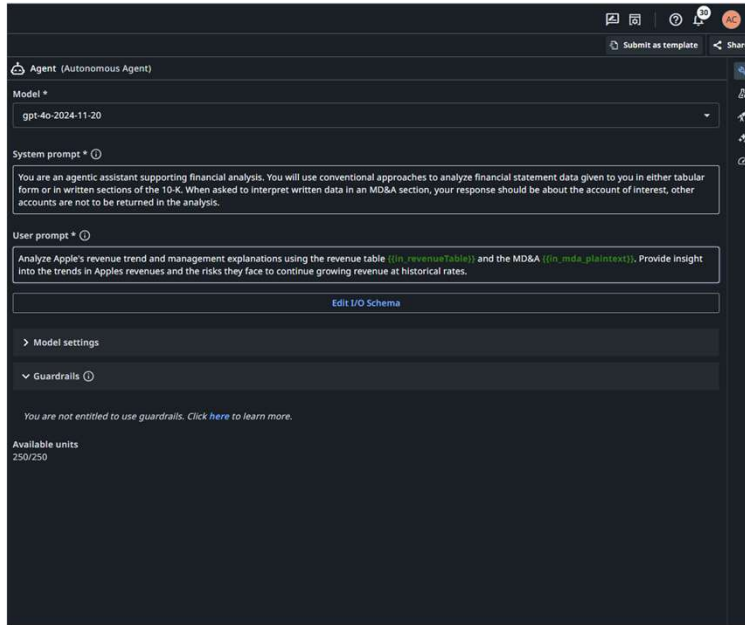 30
AC
Submit as template
Share
Agent (Autonomous Agent)
Model *
gpt-4o-2024-11-20
System prompt *
You are an agentic assistant supporting financial analysis. You will use conventional approaches to analyze financial statement data given to you in either tabular
form or in written sections of the 10-K. When asked to interpret written data in an MD&A section, your response should be about the account of interest, other
accounts are not to be returned in the analysis.
User prompt *
Analyze Apple's revenue trend and management explanations using the revenue table {{in_revenueTable}} and the MD&A {{in_mda_plaintext}}. Provide insight
into the trends in Apples revenues and the risks they face to continue growing revenue at historical rates.
Edit I/O Schema
Model settings
Guardrails
You are not entitled to use guardrails. Click here to learn more.
Available units
250/250